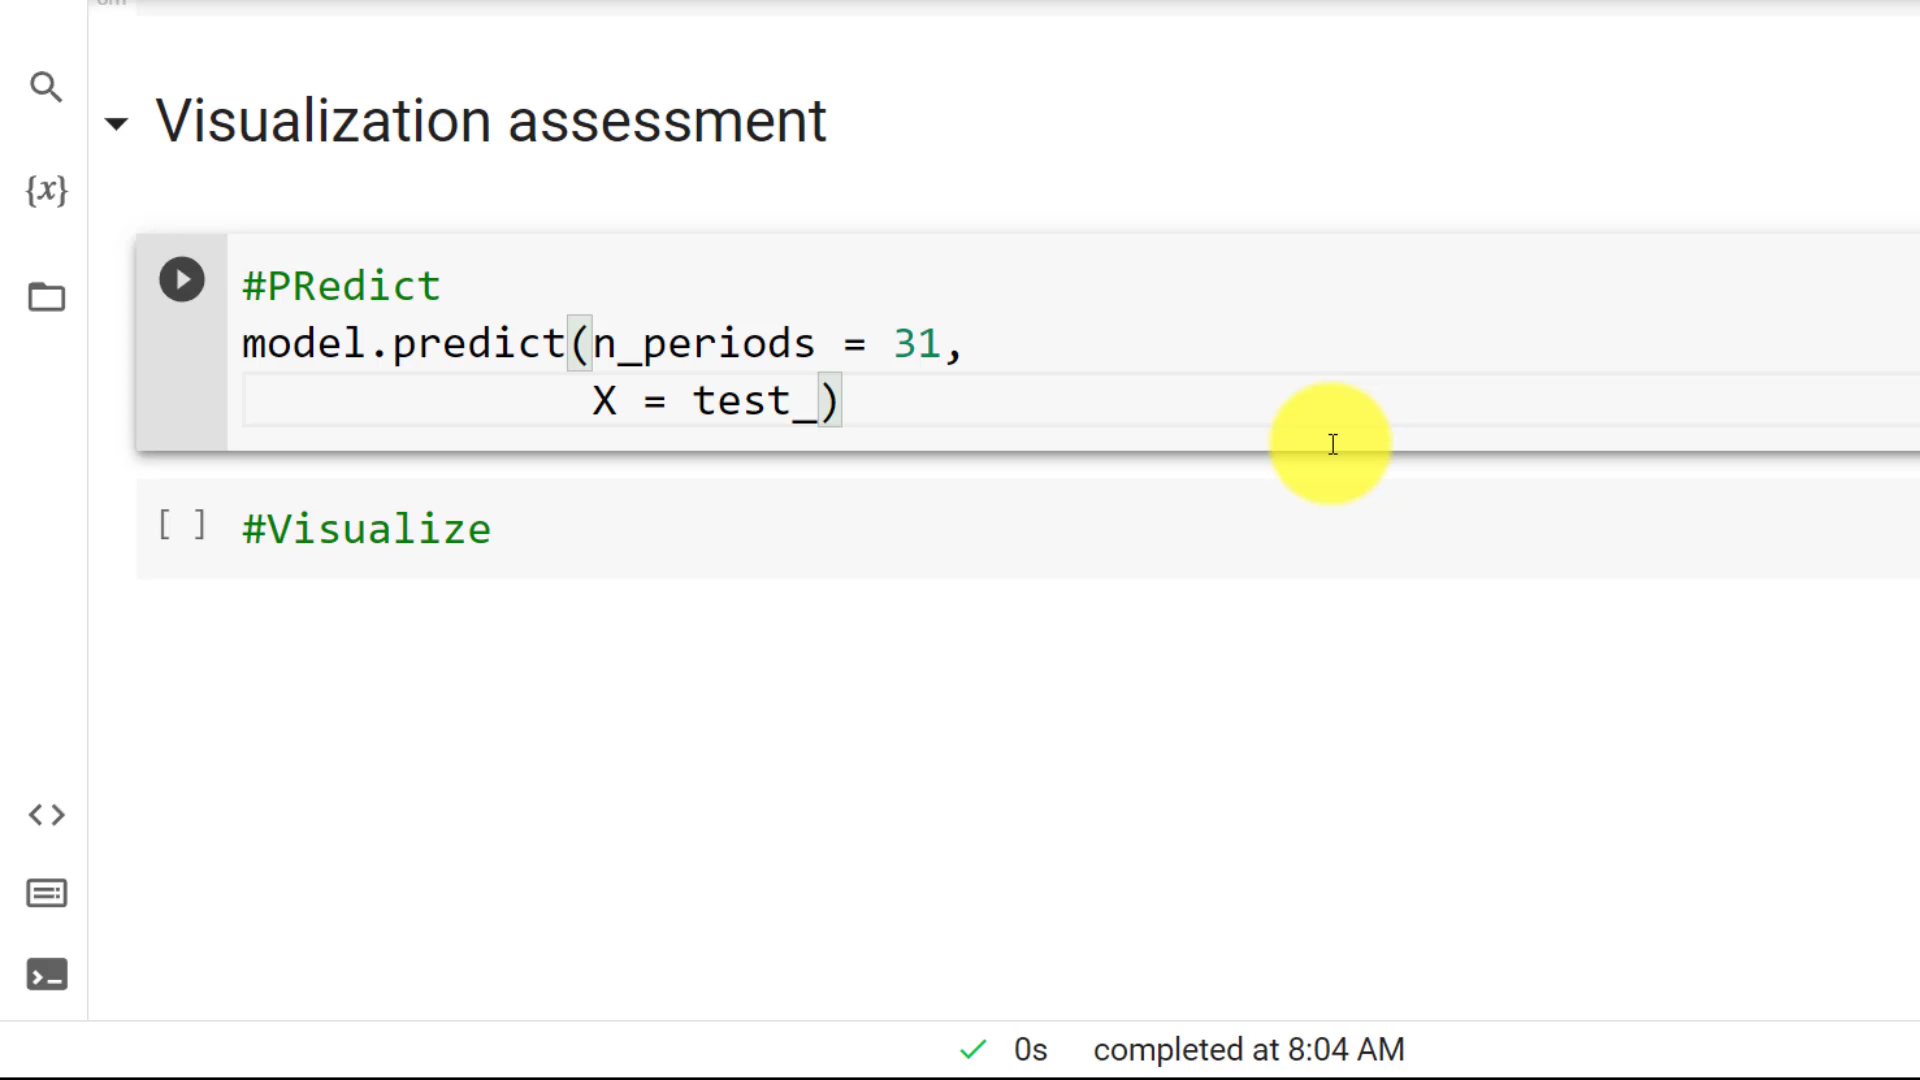 Visualization assessment
{x}
#PRedict
model.predict(n_periods = 31,
X = test_)
[ ] #Visualize
0s completed at 8:04 AM